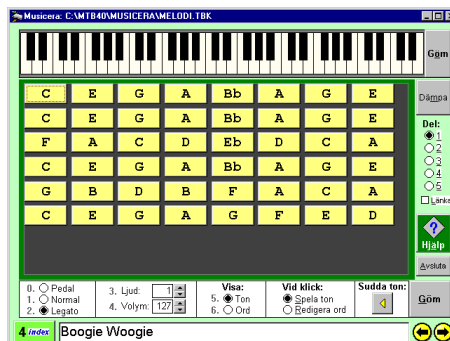 Musicera: C:\MTB40\MUSICERA\MELODI.TBK
Göm
C E G A Bb A G E
Dämpa
C E G A Bb A G E
Del:
1
F A C D Eb D C A
2
3
C E G A Bb A G E
4
G B D B F A C A
5
Länka
C E G A G F E D
?
Hjälp
Avsluta
0. Pedal
1. Normal
2. Legato
3. Ljud: 1
4. Volym: 127
Visa:
5. Ton
6. Ord
Vid klick:
Spela ton
Redigera ord
Sudda ton:
Göm
4 index Boogie Woogie